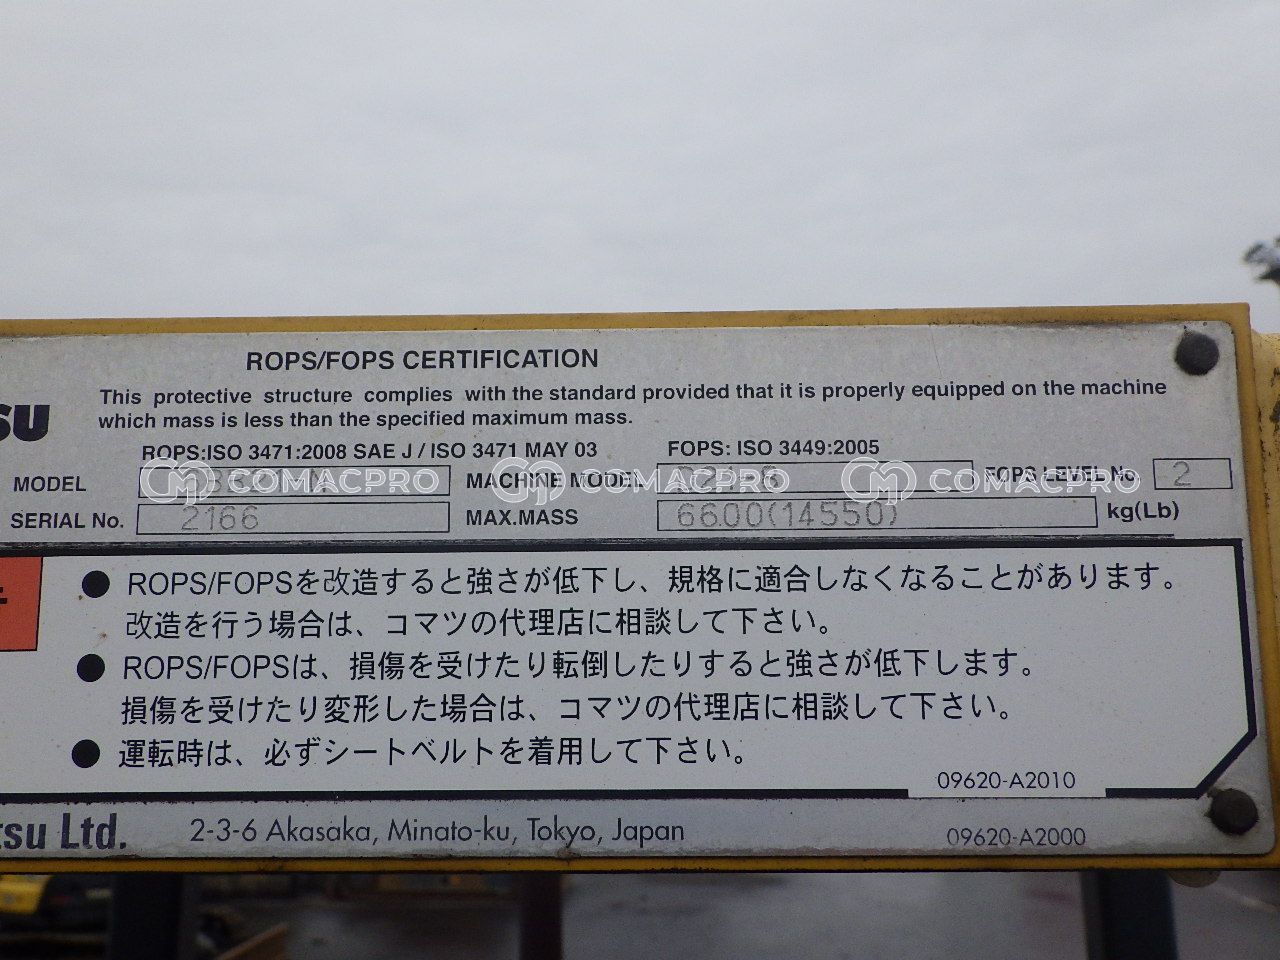 ROPS/FOPS CERTIFICATION
This protective structure complies with the standard provided that it is properly equipped on the machine
which mass is less than the specified maximum mass.
SU
ROPS:ISO 3471:2008 SAE J / ISO 3471 MAY 03 FOPS: ISO 3449:2005
MODEL MACHINE MODEL FOPS LEVEL No. 2
COMACPRO COMACPRO COMACPRO
SERIAL No. 2166 MAX.MASS 6600(14550) kg(Lb)
● ROPS/FOPSを改造すると強さが低下し、規格に適合しなくなることがあります。
改造を行う場合は、コマツの代理店に相談して下さい。
● ROPS/FOPSは、損傷を受けたり転倒したりすると強さが低下します。
損傷を受けたり変形した場合は、コマツの代理店に相談して下さい。
● 運転時は、必ずシートベルトを着用して下さい。
09620-A2010
tsu Ltd. 2-3-6 Akasaka, Minato-ku, Tokyo, Japan 09620-A2000